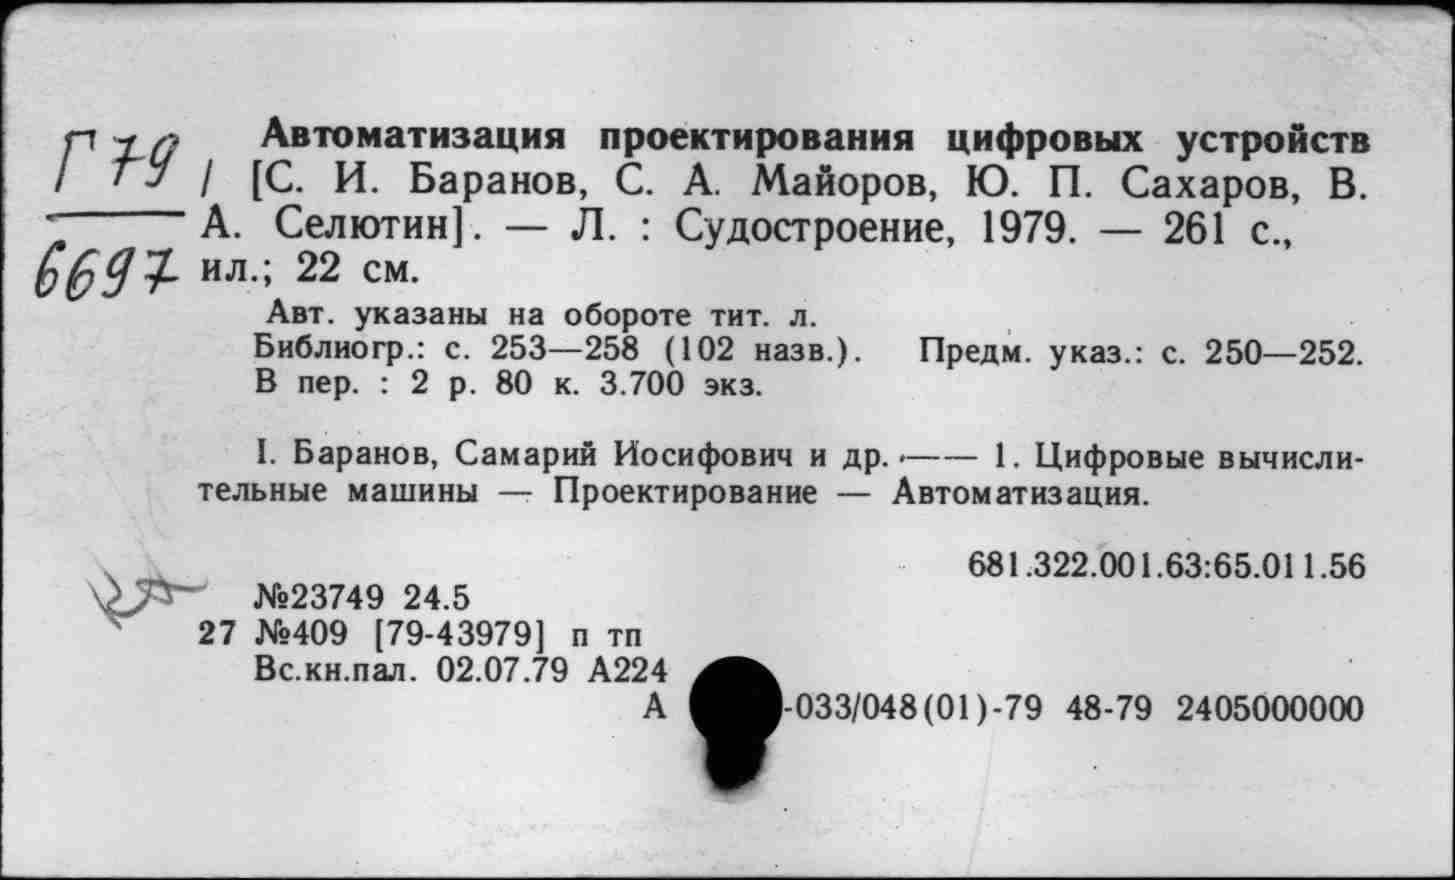 Г 79
6697
Автоматизация проектирования цифровых устройств
/ [С. И. Баранов, С. А. Майоров, Ю. П. Сахаров, В.
А. Селютин]. — Л. : Судостроение, 1979. — 261 с.,
ил.; 22 см.
Авт. указаны на обороте тит. л.
Библиогр.: с. 253—258 (102 назв.). Предм. указ.: с. 250—252.
В пер. : 2 р. 80 к. 3.700 экз.
I. Баранов, Самарий Иосифович и др. —— 1. Цифровые вычисли-
тельные машины — Проектирование — Автоматизация.
681.322.001.63:65.011.56
№23749 24.5
27 №409 [79-43979] п тп
Вс.кн.пал. 02.07.79 А224
А -033/048(01)-79 48-79 2405000000